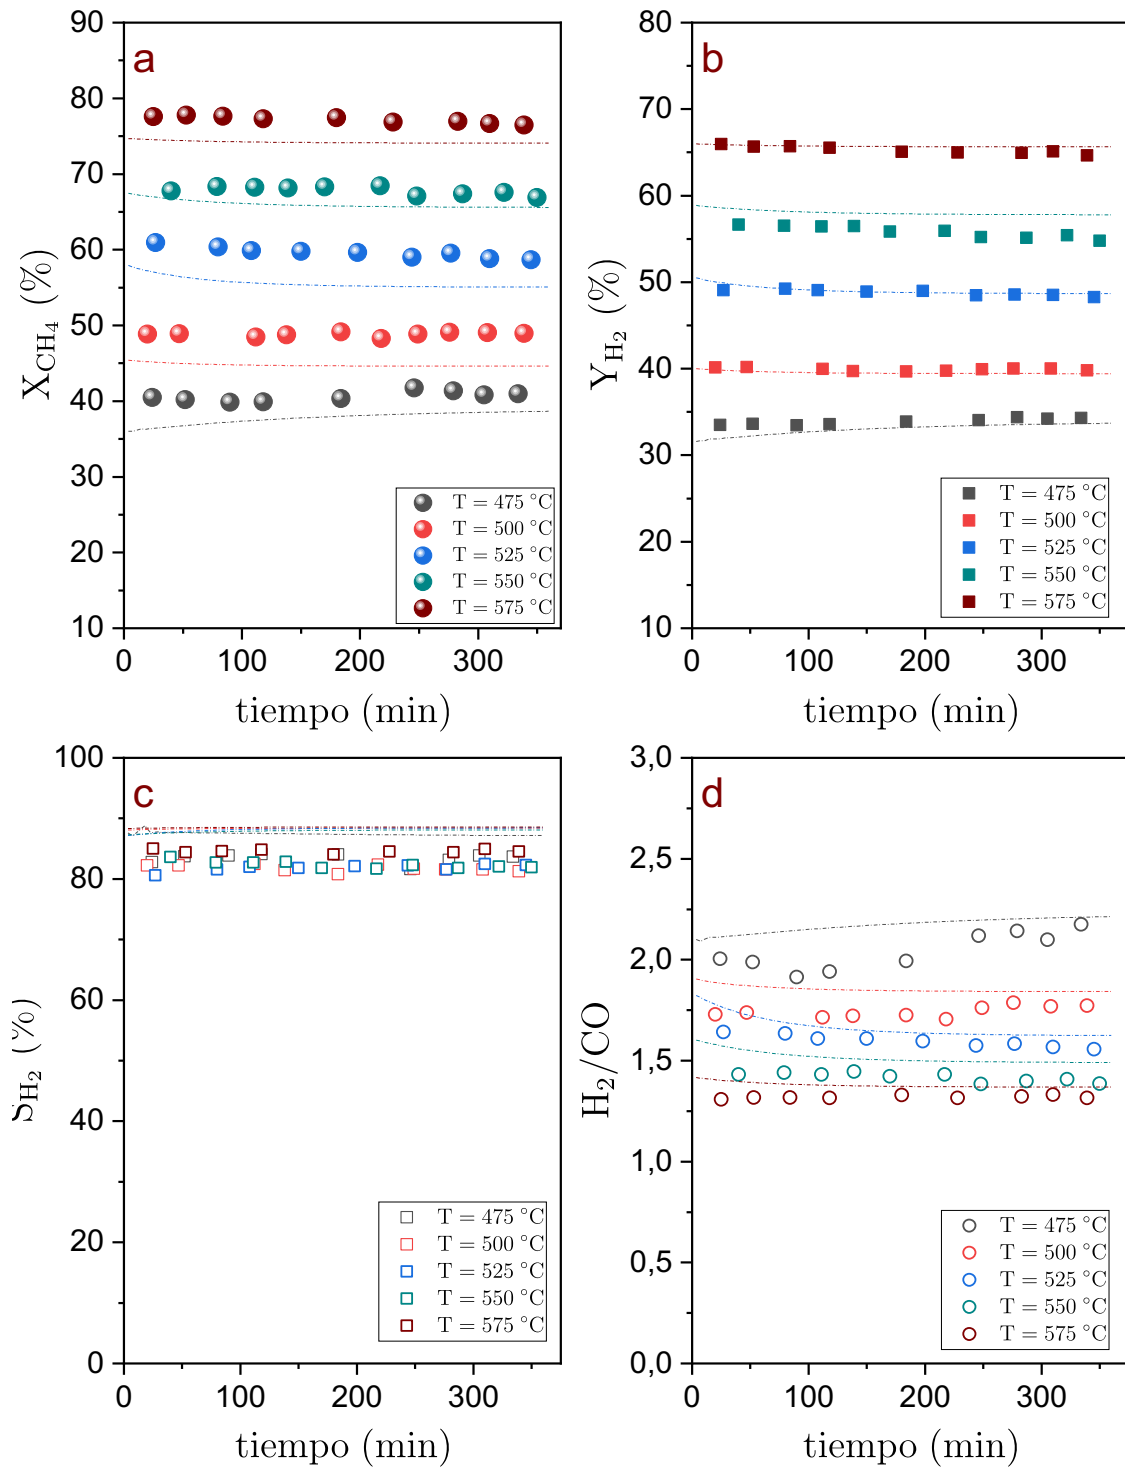 a
90
80
70
60
50
40
30
20
10
X_CH4 (%)
T = 475 °C
T = 500 °C
T = 525 °C
T = 550 °C
T = 575 °C
0 100 200 300
tiempo (min)
b
80
70
60
50
40
30
20
10
Y_H2 (%)
T = 475 °C
T = 500 °C
T = 525 °C
T = 550 °C
T = 575 °C
0 100 200 300
tiempo (min)
c
100
80
60
40
20
0
S_H2 (%)
T = 475 °C
T = 500 °C
T = 525 °C
T = 550 °C
T = 575 °C
0 100 200 300
tiempo (min)
d
3,0
2,5
2,0
1,5
1,0
0,5
0,0
H2/CO
T = 475 °C
T = 500 °C
T = 525 °C
T = 550 °C
T = 575 °C
0 100 200 300
tiempo (min)